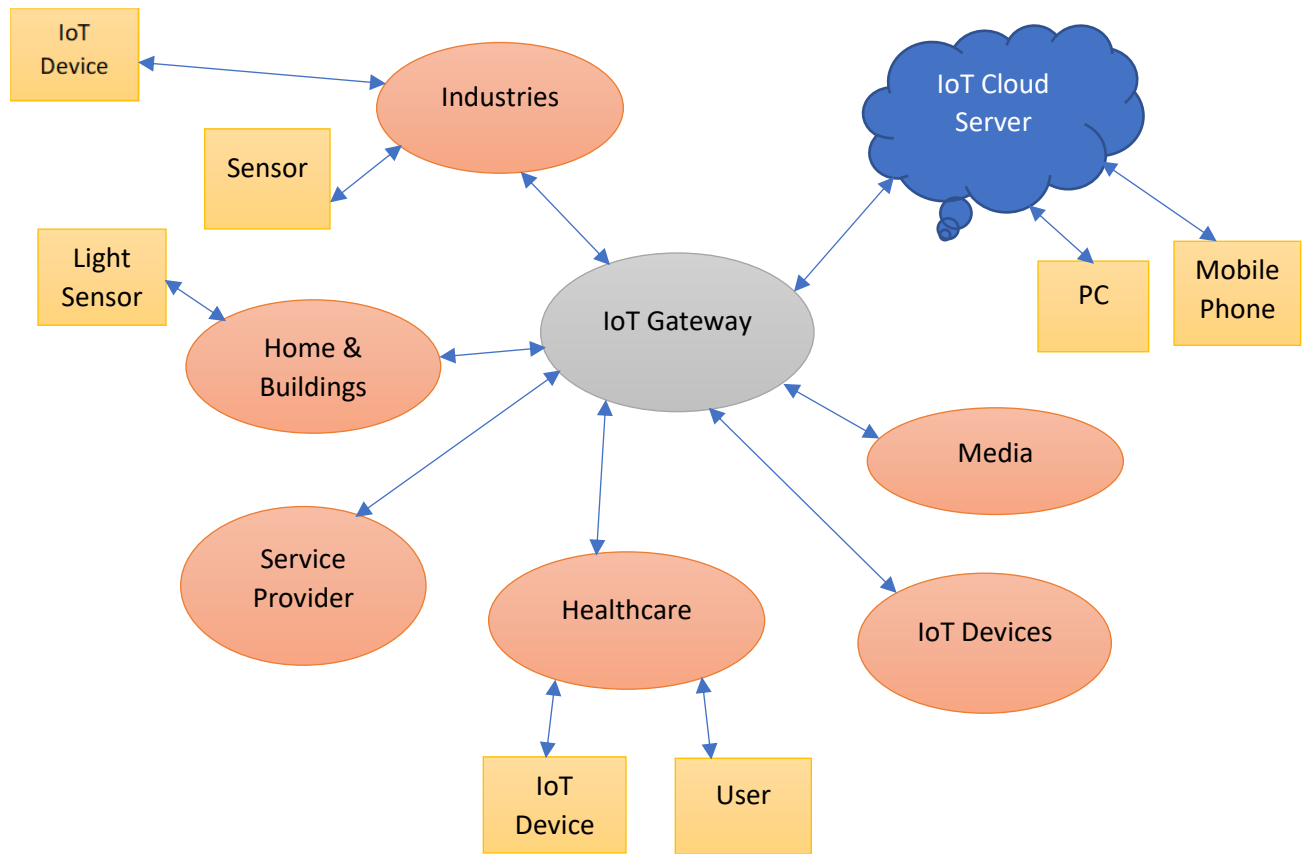 IoT
Device
Industries
IoT Cloud
Server
Sensor
Light
Sensor
Mobile
Phone
PC
IoT Gateway
Home &
Buildings
Media
Service
Provider
Healthcare
IoT Devices
IoT
Device
User